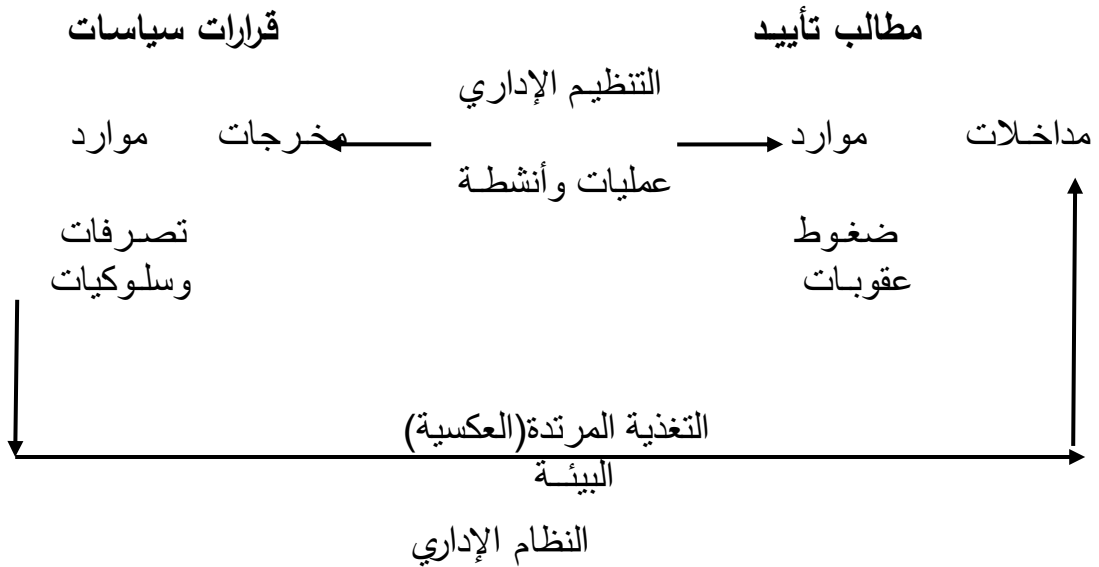 مطالب تأييد
قرارات سياسات
التنظيم الإداري
مداخلات موارد
مخرجات موارد
عمليات وأنشطة
ضغوط
عقوبات
تصرفات
وسلوكيات
التغذية المرتدة(العكسية)
البيئة
النظام الإداري